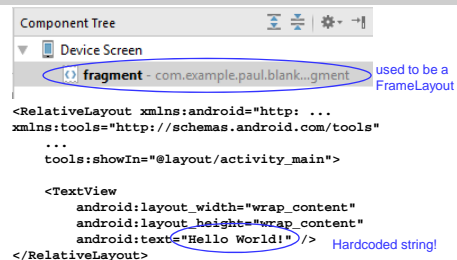 Component Tree
Device Screen
fragment - com.example.paul.blank...gment
used to be a
FrameLayout
<RelativeLayout xmlns:android="http: ...
xmlns:tools="http://schemas.android.com/tools"
...
tools:showIn="@layout/activity_main">
<TextView
android:layout_width="wrap_content"
android:layout_height="wrap_content"
android:text="Hello World!" />
Hardcoded string!
</RelativeLayout>